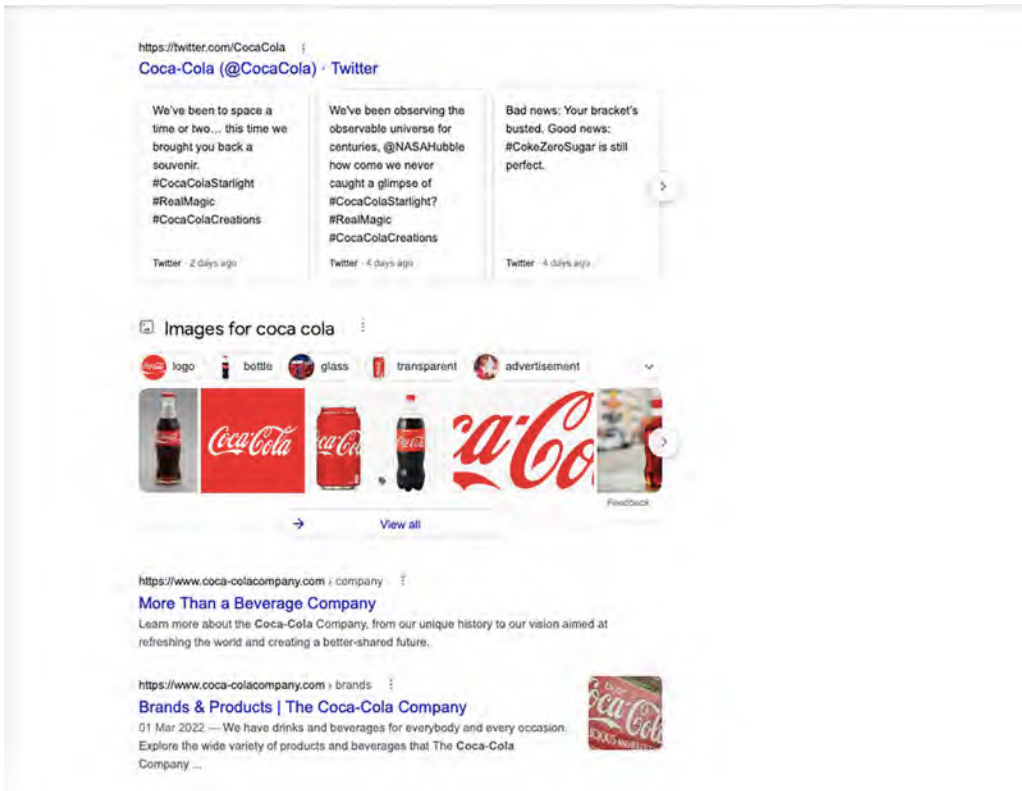 https://twitter.com/CocaCola
Coca-Cola (@CocaCola) · Twitter
We've been to space a
time or two... this time we
brought you back a
souvenir.
#CocaColaStarlight
#RealMagic
#CocaColaCreations
Twitter · 2 days ago
We've been observing the
observable universe for
centuries, @NASAHubble
how come we never
caught a glimpse of
#CocaColaStarlight?
#RealMagic
#CocaColaCreations
Twitter · 4 days ago
Bad news: Your bracket's
busted. Good news:
#CokeZeroSugar is still
perfect.
Twitter · 4 days ago
Images for coca cola
logo bottle glass transparent advertisement
Coca-Cola
Feedback
View all
https://www.coca-colacompany.com › company
More Than a Beverage Company
Learn more about the Coca-Cola Company, from our unique history to our vision aimed at
refreshing the world and creating a better-shared future.
https://www.coca-colacompany.com › brands
Brands & Products | The Coca-Cola Company
01 Mar 2022 — We have drinks and beverages for everybody and every occasion.
Explore the wide variety of products and beverages that The Coca-Cola
Company ...